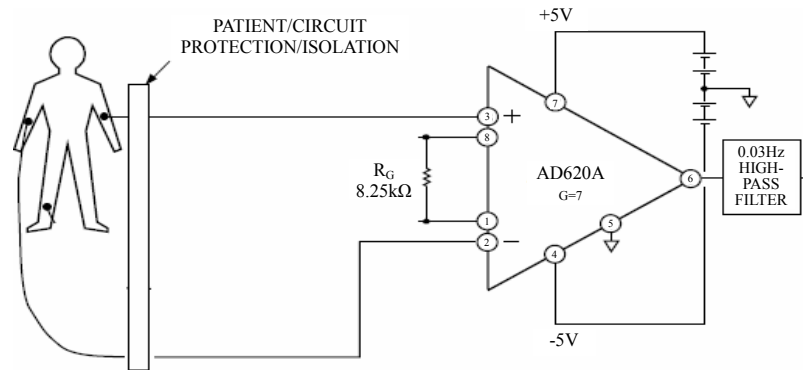 PATIENT/CIRCUIT
PROTECTION/ISOLATION
+5V
7
3
+
8
R_G
8.25kΩ
AD620A
G=7
6
0.03Hz
HIGH-
PASS
FILTER
1
5
2
−
4
-5V